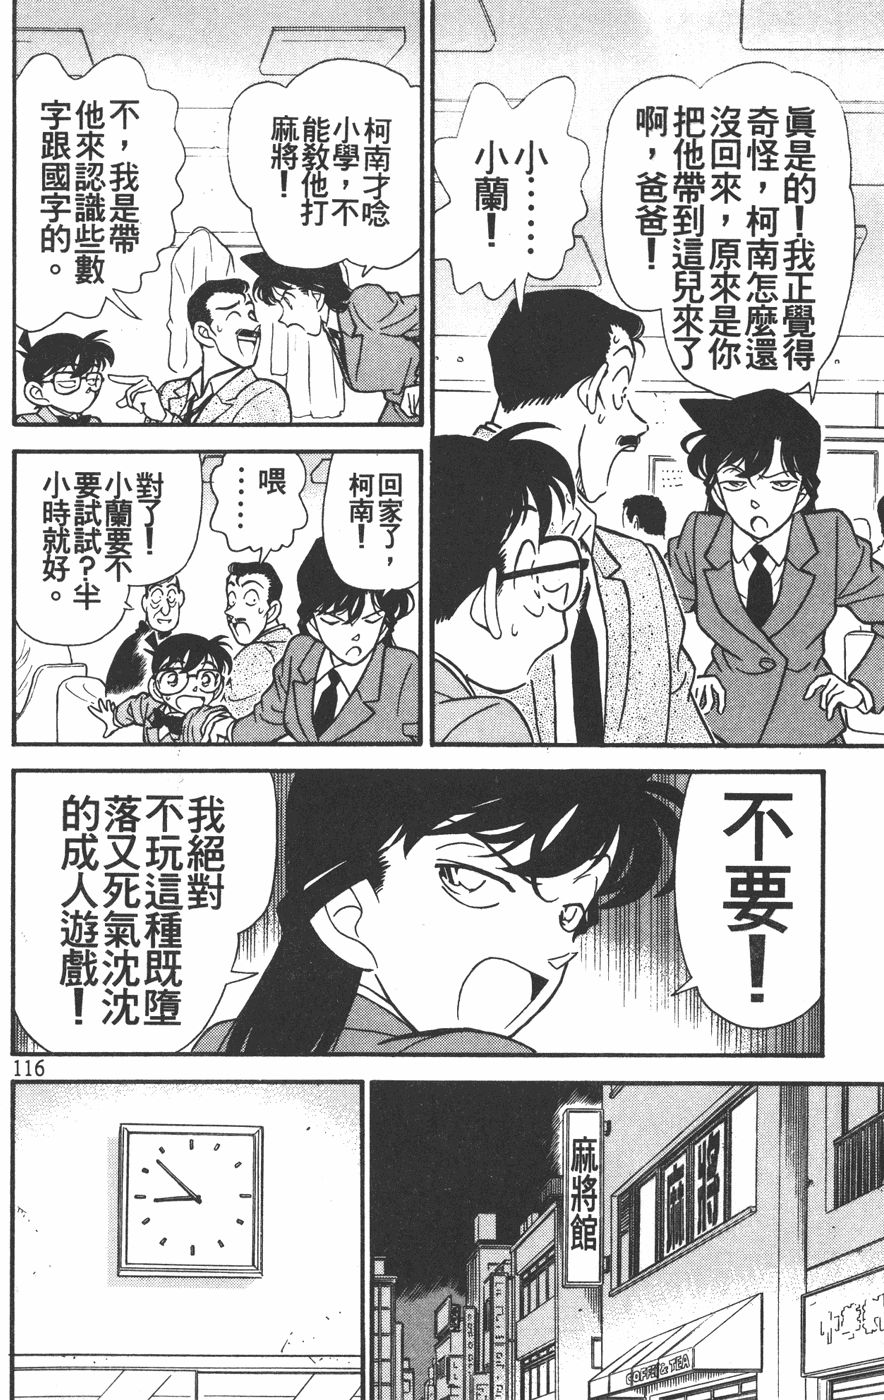 眞是的！我正覺得
奇怪，柯南怎麼還
沒回來，原來是你
把他帶到這兒來了
啊，爸爸！
小……
小蘭！
柯南才唸
小學，不
能教他打
麻將！
不，我是帶
他來認識些數
字跟國字的。
回家了，
柯南！
喂
……
對了！
小蘭要不
要試試？半
小時就好。
不要！
我絕對
不玩這種既墮
落又死氣沈沈
的成人遊戲！
116
麻將館
麻將
COFFE & TEA